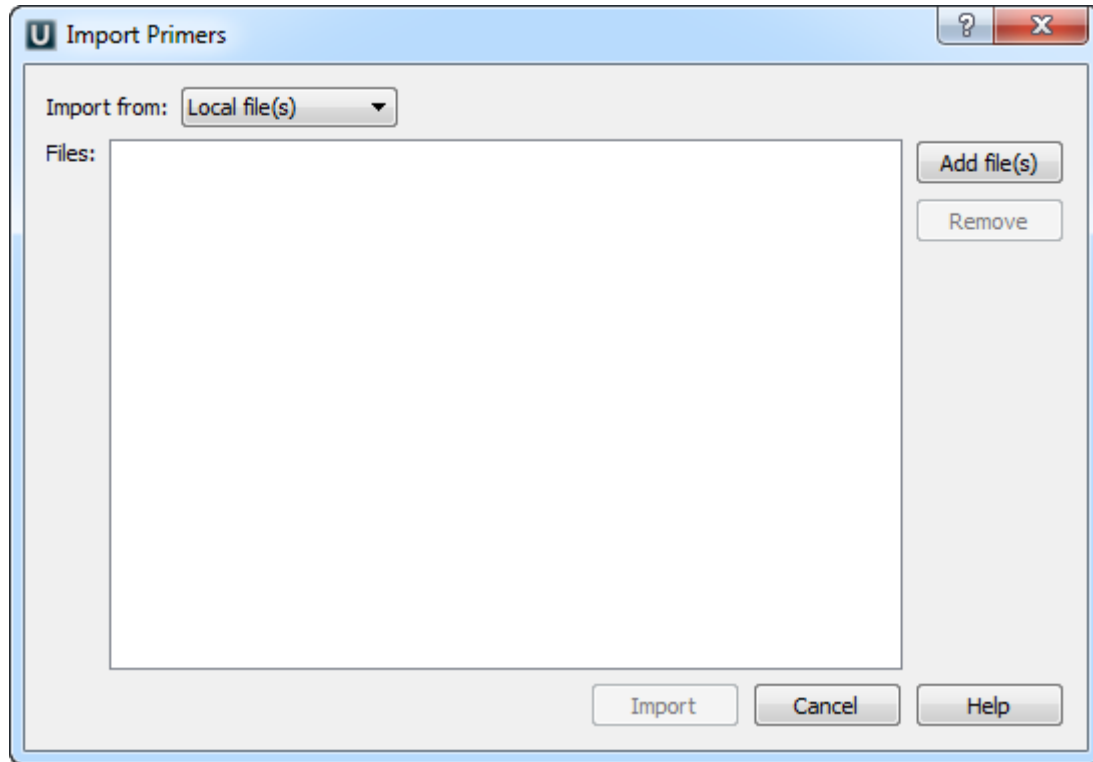 U Import Primers ? X
Import from: Local file(s)
Files:
Add file(s)
Remove
Import Cancel Help